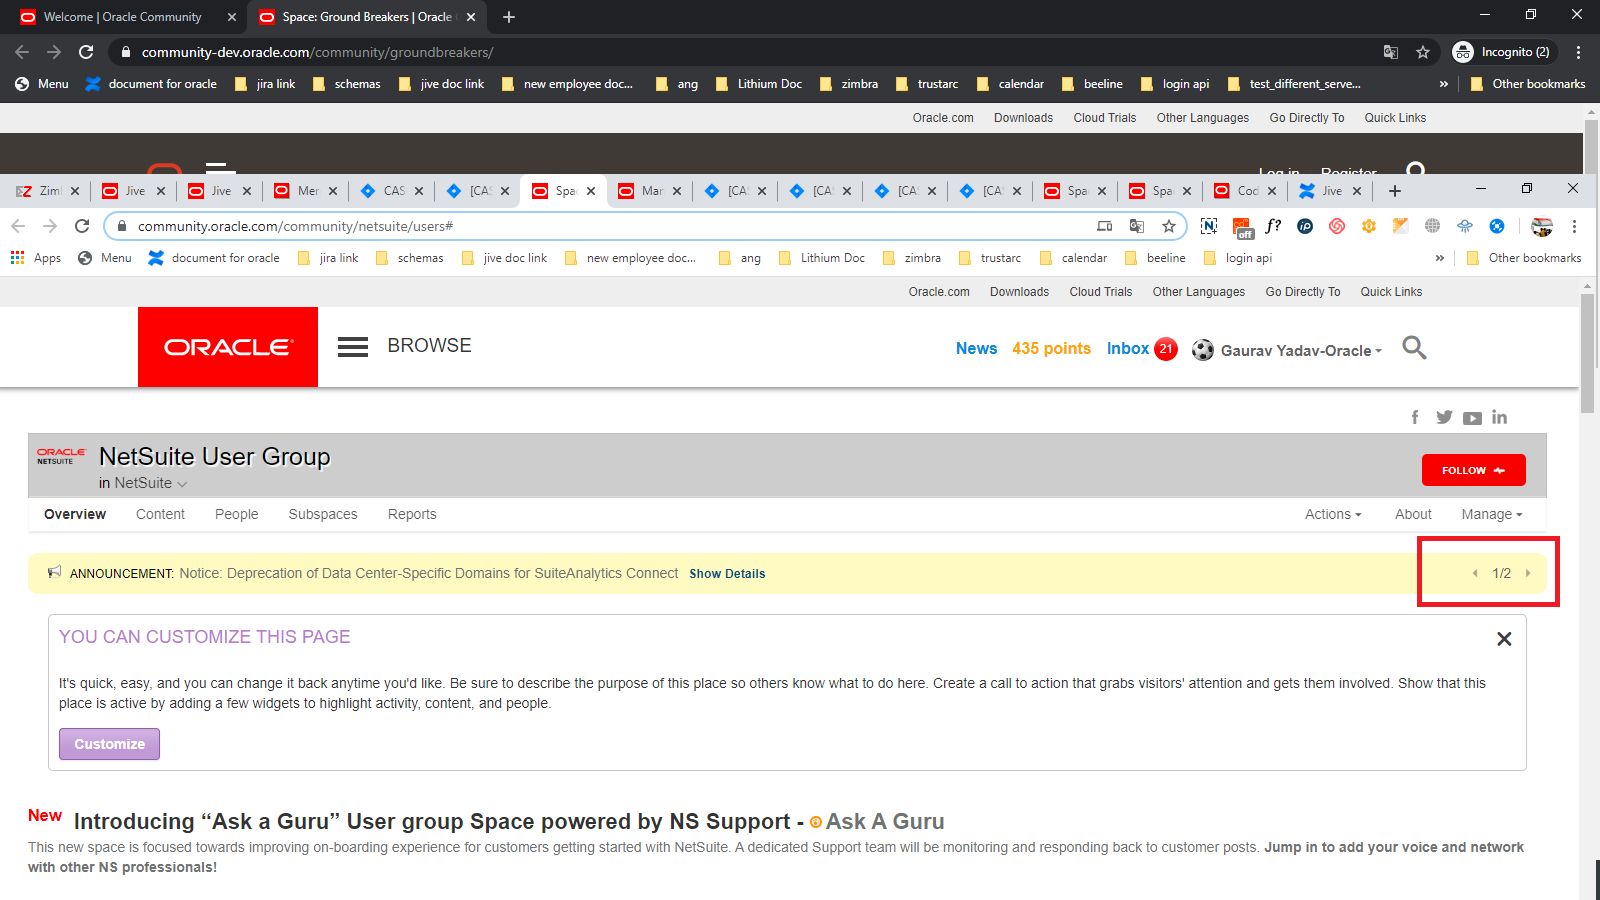 Welcome | Oracle Community
Space: Ground Breakers | Oracle
community-dev.oracle.com/community/groundbreakers/
Incognito (2)
Menu document for oracle jira link schemas jive doc link new employee doc... ang Lithium Doc zimbra trustarc calendar beeline login api test_different_serve... » Other bookmarks
Oracle.com Downloads Cloud Trials Other Languages Go Directly To Quick Links
Log in Register
Zim Jive Jive Mer CAS [CAS Spac Mar [CAS [CAS [CAS [CAS Spa Spa Cod Jive
community.oracle.com/community/netsuite/users#
off f? iP
Apps Menu document for oracle jira link schemas jive doc link new employee doc... ang Lithium Doc zimbra trustarc calendar beeline login api » Other bookmarks
Oracle.com Downloads Cloud Trials Other Languages Go Directly To Quick Links
ORACLE BROWSE
News 435 points Inbox 21 Gaurav Yadav-Oracle
ORACLE
NETSUITE
NetSuite User Group
in NetSuite
FOLLOW
Overview Content People Subspaces Reports Actions About Manage
ANNOUNCEMENT: Notice: Deprecation of Data Center-Specific Domains for SuiteAnalytics Connect Show Details 1/2
YOU CAN CUSTOMIZE THIS PAGE
It's quick, easy, and you can change it back anytime you'd like. Be sure to describe the purpose of this place so others know what to do here. Create a call to action that grabs visitors' attention and gets them involved. Show that this
place is active by adding a few widgets to highlight activity, content, and people.
Customize
New Introducing “Ask a Guru” User group Space powered by NS Support - Ask A Guru
This new space is focused towards improving on-boarding experience for customers getting started with NetSuite. A dedicated Support team will be monitoring and responding back to customer posts. Jump in to add your voice and network
with other NS professionals!